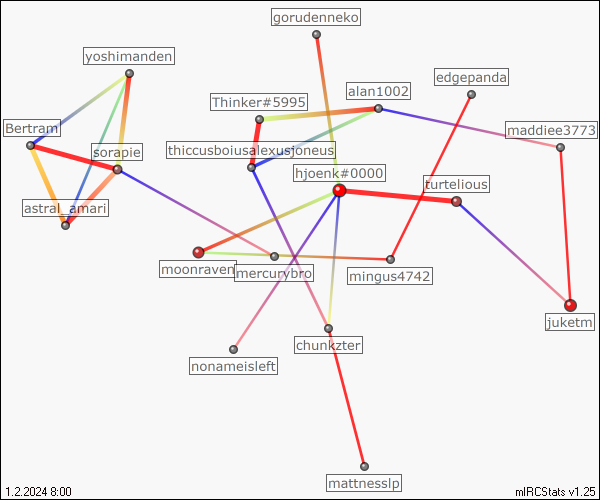 gorudenneko
yoshimanden
edgepanda
alan1002
Thinker#5995
Bertram
maddiee3773
sorapie
thiccusboiusalexusjoneus
hjoenk#0000
turtelious
astral_amari
moonraven
mercurybro
mingus4742
juketm
chunkzter
nonameisleft
mattnesslp
1.2.2024 8:00
mIRCStats v1.25